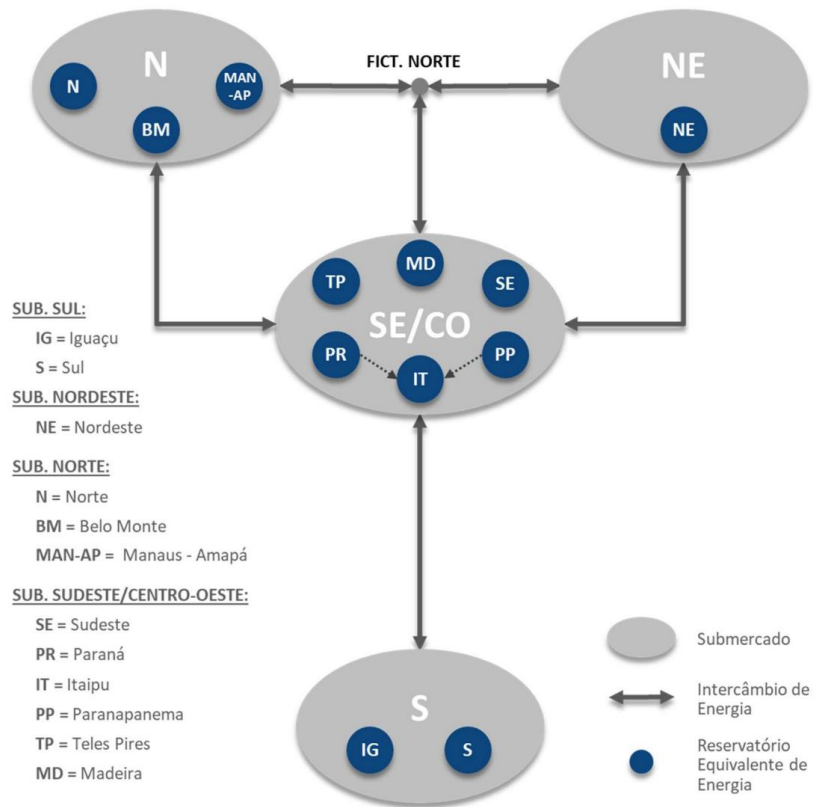 FICT. NORTE
N
N
MAN
-AP
BM
NE
NE
MD
TP
SE
SE/CO
PR
PP
IT
SUB. SUL:
IG = Iguaçu
S = Sul
SUB. NORDESTE:
NE = Nordeste
SUB. NORTE:
N = Norte
BM = Belo Monte
MAN-AP = Manaus - Amapá
SUB. SUDESTE/CENTRO-OESTE:
SE = Sudeste
PR = Paraná
IT = Itaipu
PP = Paranapanema
TP = Teles Pires
MD = Madeira
S
IG
S
Submercado
Intercâmbio de
Energia
Reservatório
Equivalente de
Energia